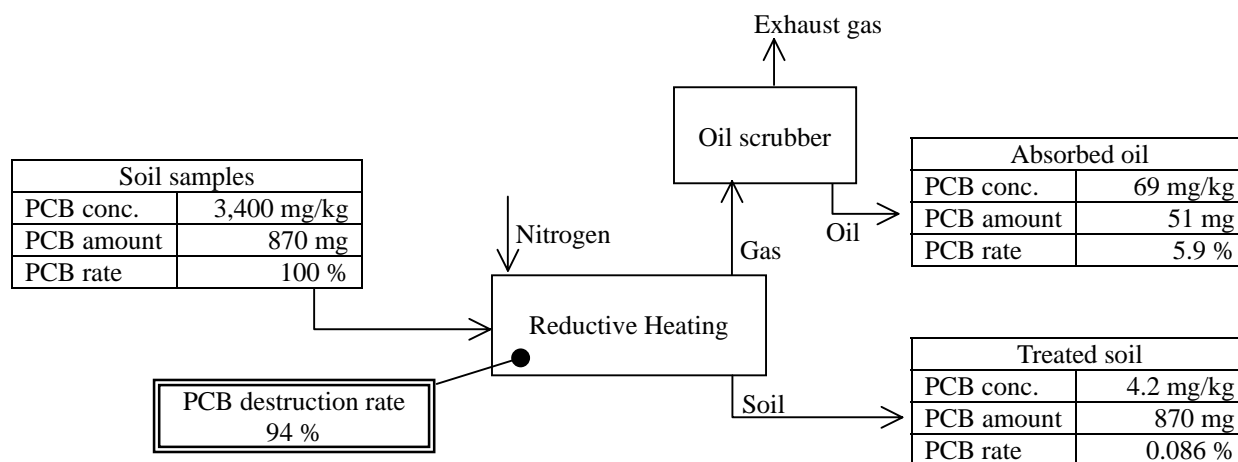 Exhaust gas
Oil scrubber
Absorbed oil
PCB conc. 69 mg/kg
PCB amount 51 mg
PCB rate 5.9 %
Oil
Soil samples
PCB conc. 3,400 mg/kg
PCB amount 870 mg
PCB rate 100 %
Nitrogen
Gas
Reductive Heating
Treated soil
PCB conc. 4.2 mg/kg
PCB amount 870 mg
PCB rate 0.086 %
Soil
PCB destruction rate
94 %